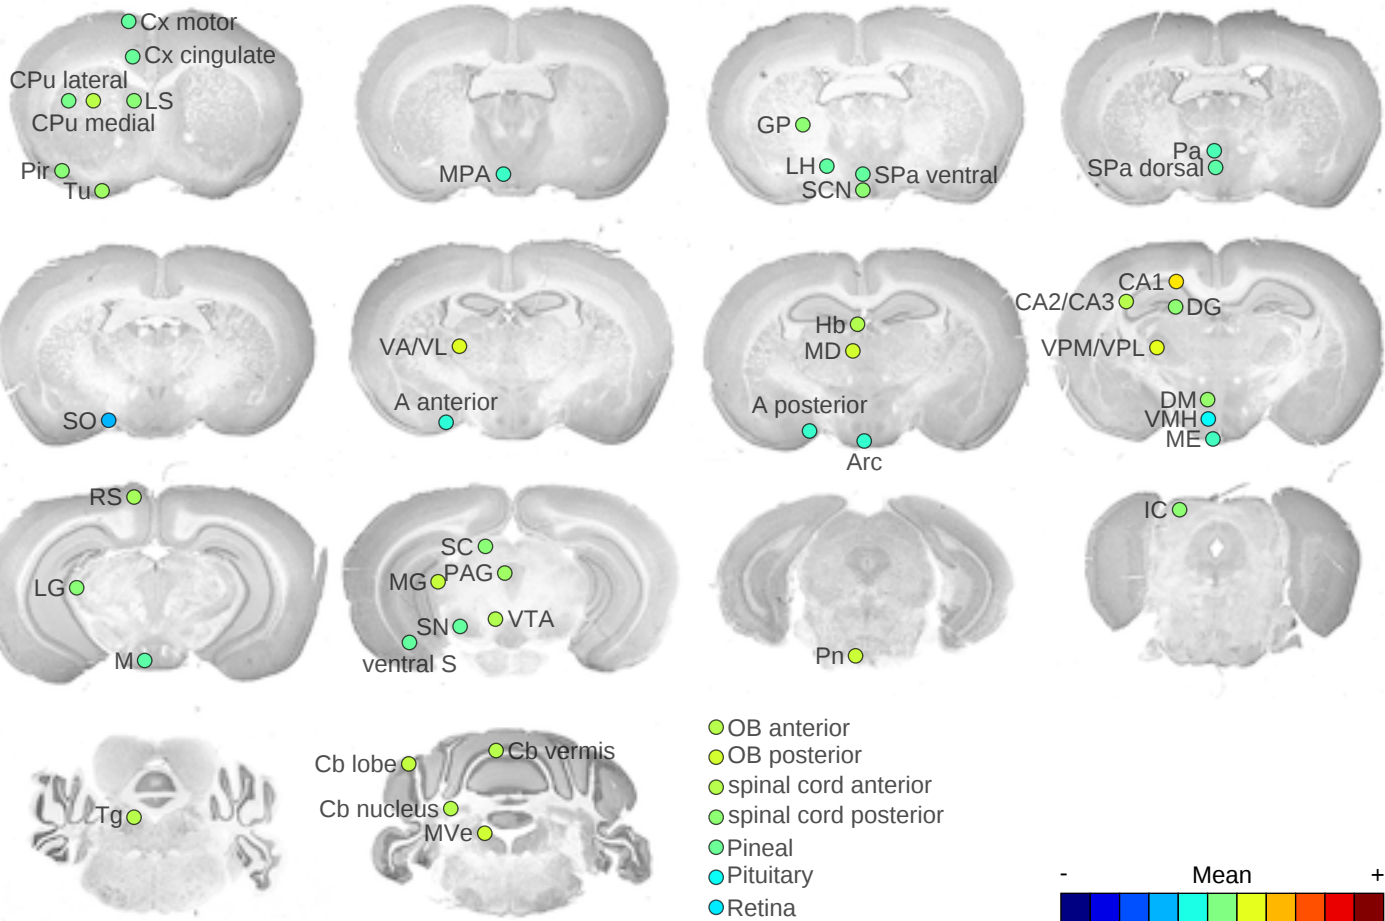 Cx motor
Cx cingulate
CPu lateral
LS
CPu medial
Pir
Tu
MPA
GP
LH
SPa ventral
SCN
Pa
SPa dorsal
SO
VA/VL
A anterior
Hb
MD
A posterior
Arc
CA1
CA2/CA3
DG
VPM/VPL
DM
VMH
ME
RS
LG
M
SC
PAG
MG
VTA
SN
ventral S
Pn
IC
Tg
Cb lobe
Cb vermis
Cb nucleus
MVe
OB anterior
OB posterior
spinal cord anterior
spinal cord posterior
Pineal
Pituitary
Retina
- Mean +